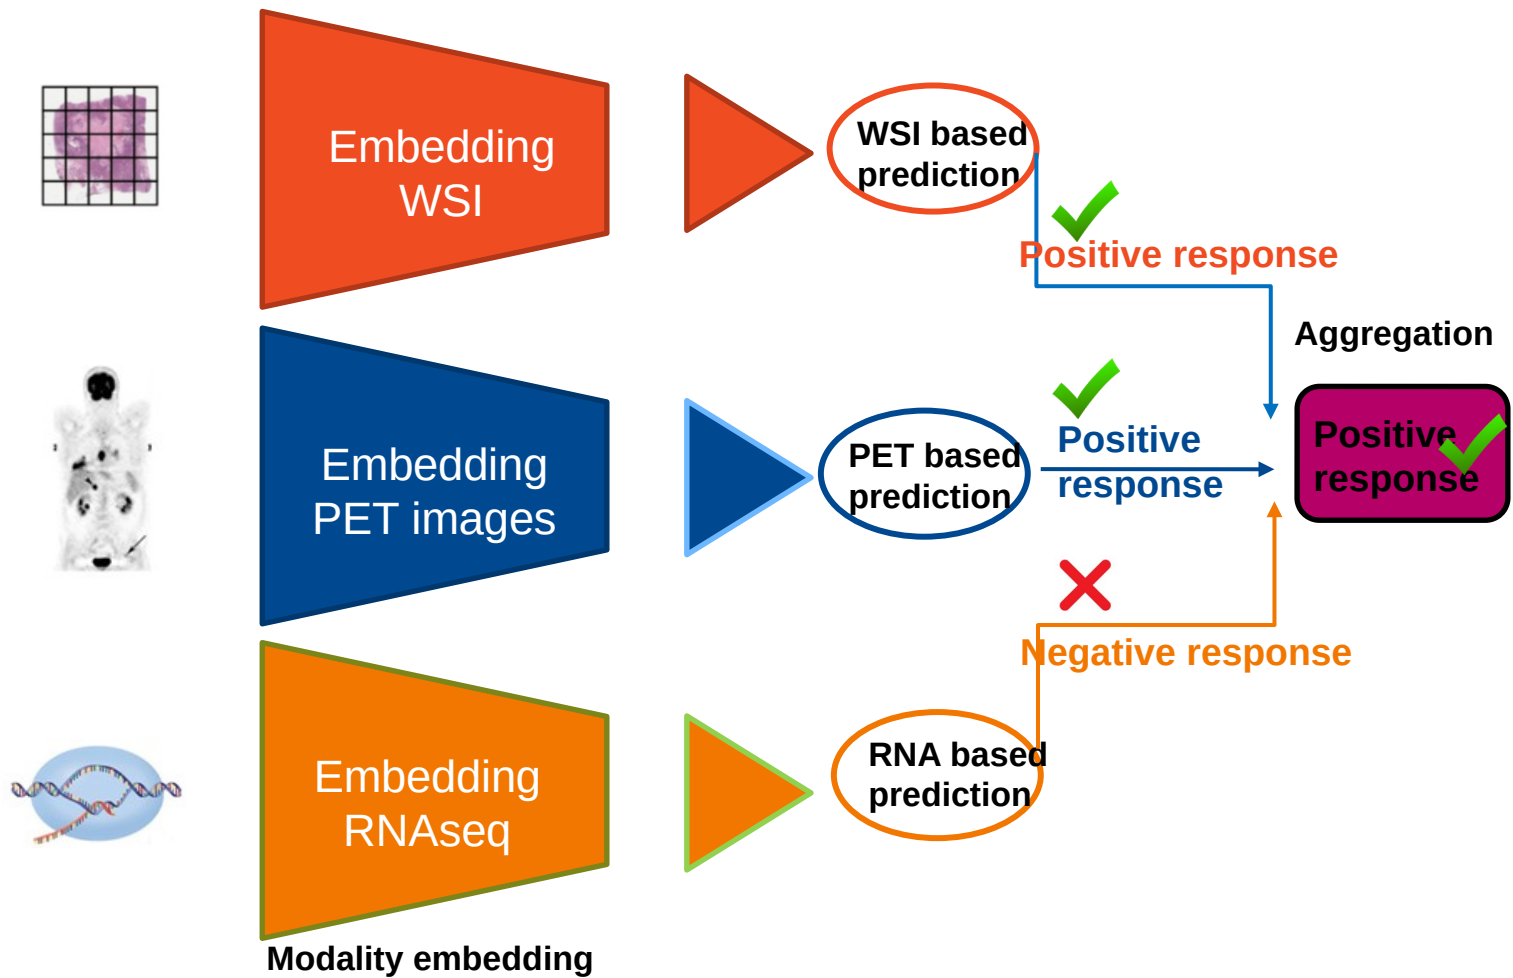 Embedding
WSI
WSI based
prediction
Positive response
Aggregation
Embedding
PET images
PET based
prediction
Positive
response
Positive
response
Negative response
Embedding
RNAseq
RNA based
prediction
Modality embedding